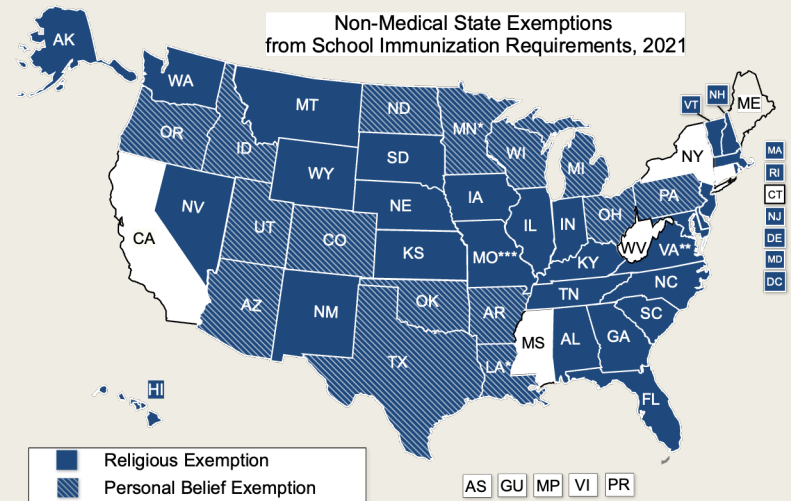 Non-Medical State Exemptions
from School Immunization Requirements, 2021
AK
WA
MT
ND
MN*
VT
NH
ME
OR
ID
WY
SD
WI
MI
NY
MA
RI
CT
NJ
DE
MD
DC
NV
UT
CO
NE
IA
IL
IN
OH
PA
CA
KS
MO***
KY
WV
VA**
AZ
NM
OK
AR
TN
NC
SC
TX
LA*
MS
AL
GA
FL
HI
Religious Exemption
Personal Belief Exemption
AS GU MP VI PR